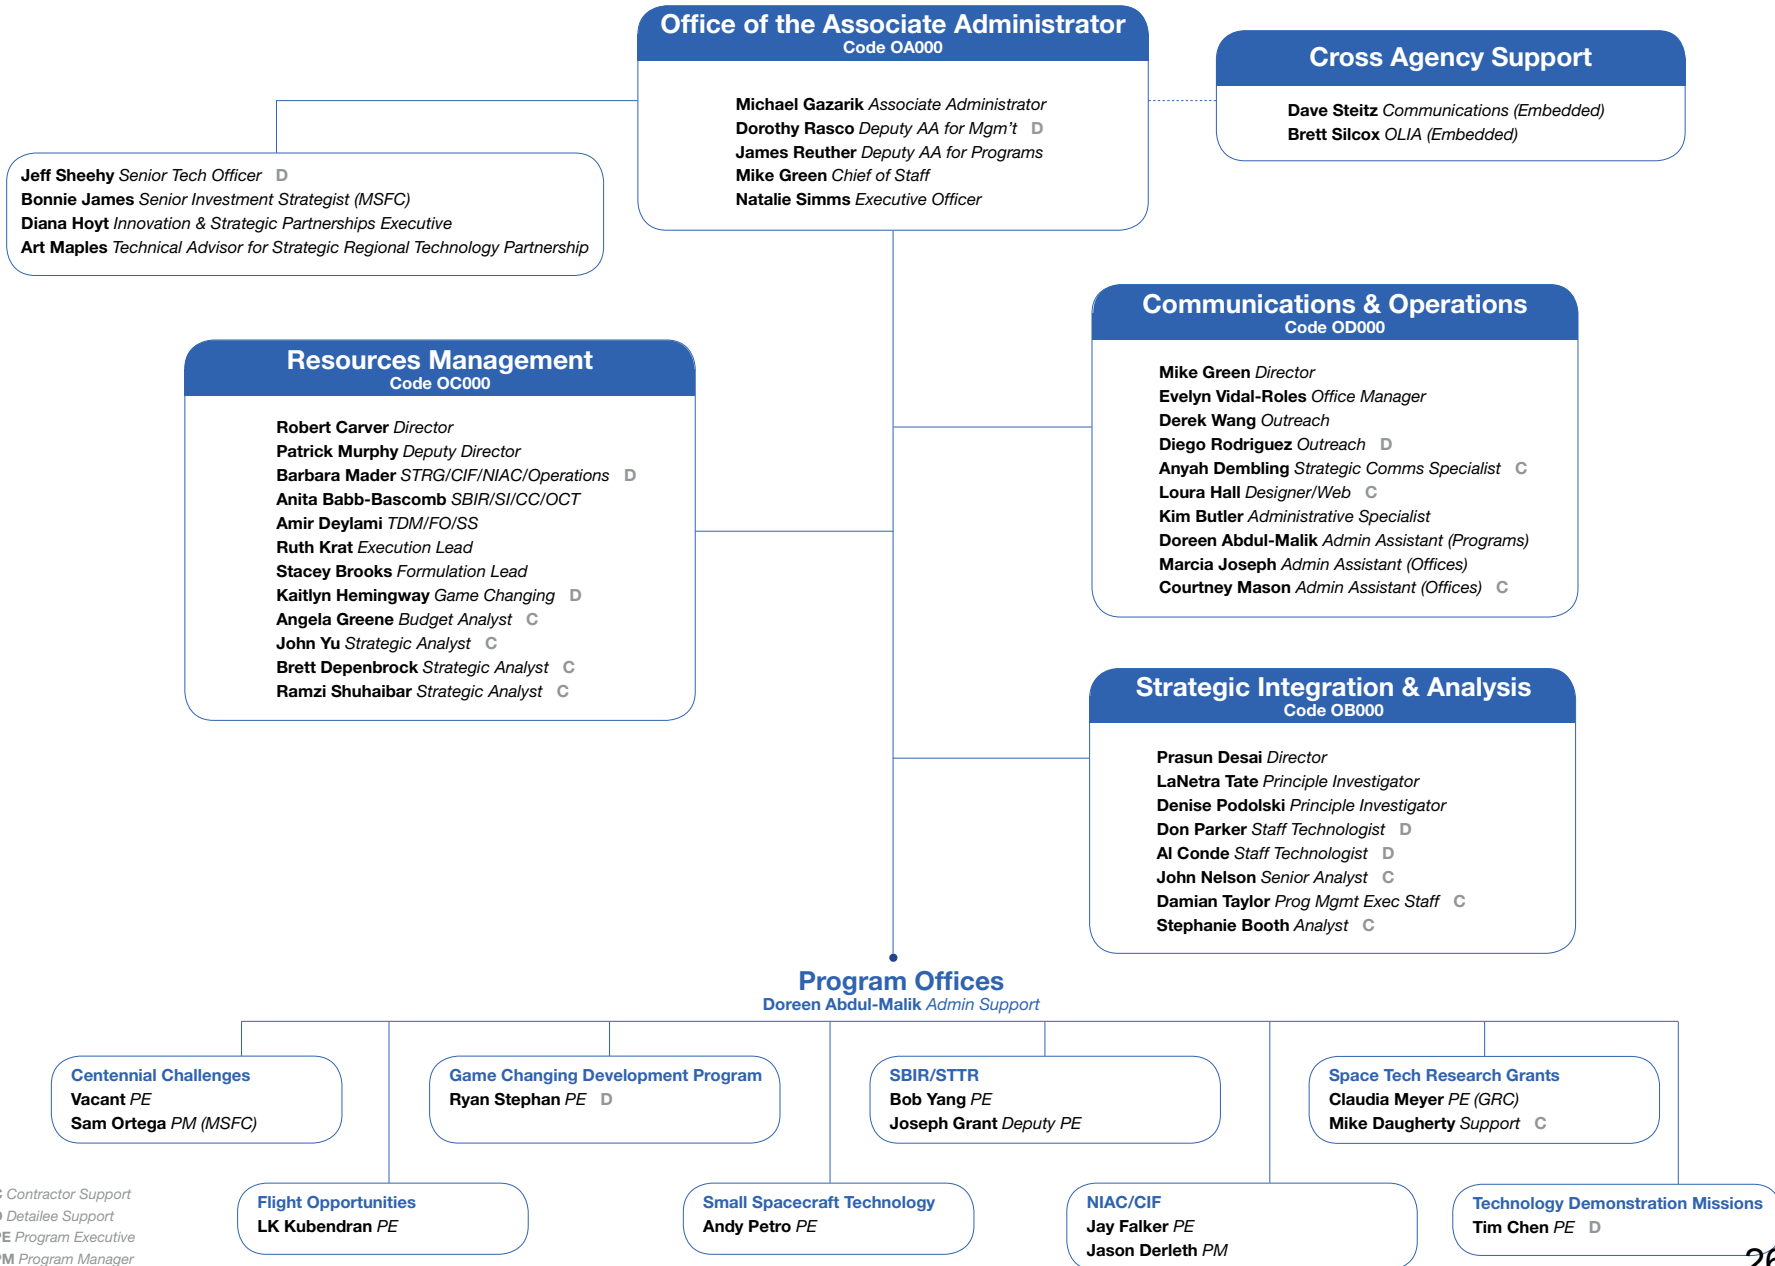 Office of the Associate Administrator
Code OA000
Michael Gazarik Associate Administrator
Dorothy Rasco Deputy AA for Mgm't D
James Reuther Deputy AA for Programs
Mike Green Chief of Staff
Natalie Simms Executive Officer
Cross Agency Support
Dave Steitz Communications (Embedded)
Brett Silcox OLIA (Embedded)
Jeff Sheehy Senior Tech Officer D
Bonnie James Senior Investment Strategist (MSFC)
Diana Hoyt Innovation & Strategic Partnerships Executive
Art Maples Technical Advisor for Strategic Regional Technology Partnership
Communications & Operations
Code OD000
Mike Green Director
Evelyn Vidal-Roles Office Manager
Derek Wang Outreach
Diego Rodriguez Outreach D
Anyah Dembling Strategic Comms Specialist C
Loura Hall Designer/Web C
Kim Butler Administrative Specialist
Doreen Abdul-Malik Admin Assistant (Programs)
Marcia Joseph Admin Assistant (Offices)
Courtney Mason Admin Assistant (Offices) C
Resources Management
Code OC000
Robert Carver Director
Patrick Murphy Deputy Director
Barbara Mader STRG/CIF/NIAC/Operations D
Anita Babb-Bascomb SBIR/SI/CC/OCT
Amir Deylami TDM/FO/SS
Ruth Krat Execution Lead
Stacey Brooks Formulation Lead
Kaitlyn Hemingway Game Changing D
Angela Greene Budget Analyst C
John Yu Strategic Analyst C
Brett Depenbrock Strategic Analyst C
Ramzi Shuhaibar Strategic Analyst C
Strategic Integration & Analysis
Code OB000
Prasun Desai Director
LaNetra Tate Principle Investigator
Denise Podolski Principle Investigator
Don Parker Staff Technologist D
Al Conde Staff Technologist D
John Nelson Senior Analyst C
Damian Taylor Prog Mgmt Exec Staff C
Stephanie Booth Analyst C
Program Offices
Doreen Abdul-Malik Admin Support
Centennial Challenges
Vacant PE
Sam Ortega PM (MSFC)
Game Changing Development Program
Ryan Stephan PE D
SBIR/STTR
Bob Yang PE
Joseph Grant Deputy PE
Space Tech Research Grants
Claudia Meyer PE (GRC)
Mike Daugherty Support C
Flight Opportunities
LK Kubendran PE
Small Spacecraft Technology
Andy Petro PE
NIAC/CIF
Jay Falker PE
Jason Derleth PM
Technology Demonstration Missions
Tim Chen PE D
C Contractor Support
D Detailee Support
PE Program Executive
PM Program Manager
26